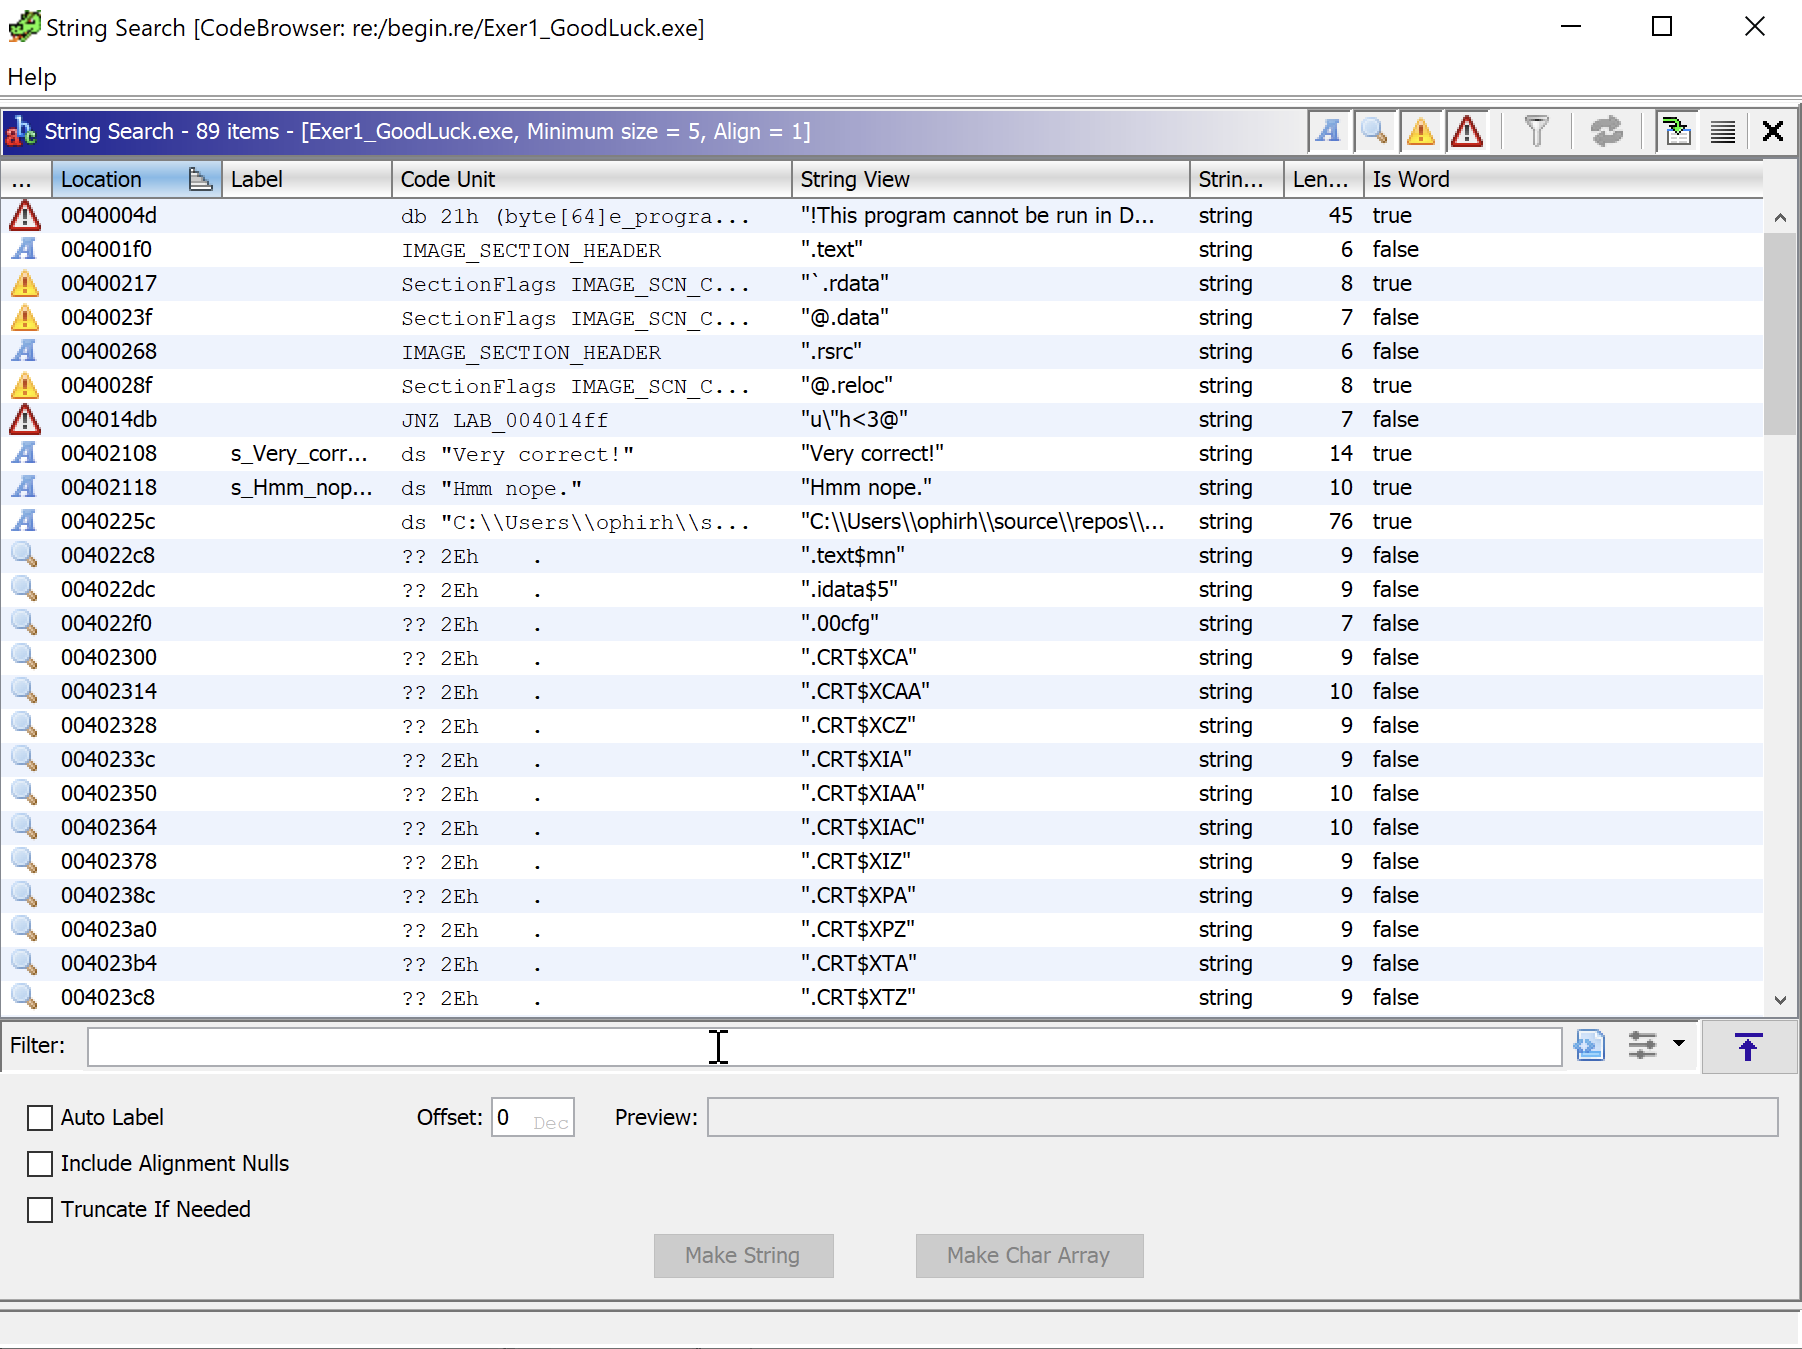 String Search [CodeBrowser: re:/begin.re/Exer1_GoodLuck.exe]
Help
String Search - 89 items - [Exer1_GoodLuck.exe, Minimum size = 5, Align = 1]
... Location Label Code Unit String View Strin... Len... Is Word
0040004d db 21h (byte[64]e_progra... "!This program cannot be run in D... string 45 true
004001f0 IMAGE_SECTION_HEADER ".text" string 6 false
00400217 SectionFlags IMAGE_SCN_C... "`.rdata" string 8 true
0040023f SectionFlags IMAGE_SCN_C... "@.data" string 7 false
00400268 IMAGE_SECTION_HEADER ".rsrc" string 6 false
0040028f SectionFlags IMAGE_SCN_C... "@.reloc" string 8 true
004014db JNZ LAB_004014ff "u\"h<3@" string 7 false
00402108 s_Very_corr... ds "Very correct!" "Very correct!" string 14 true
00402118 s_Hmm_nop... ds "Hmm nope." "Hmm nope." string 10 true
0040225c ds "C:\\Users\\ophirh\\s... "C:\\Users\\ophirh\\source\\repos\\... string 76 true
004022c8 ?? 2Eh . ".text$mn" string 9 false
004022dc ?? 2Eh . ".idata$5" string 9 false
004022f0 ?? 2Eh . ".00cfg" string 7 false
00402300 ?? 2Eh . ".CRT$XCA" string 9 false
00402314 ?? 2Eh . ".CRT$XCAA" string 10 false
00402328 ?? 2Eh . ".CRT$XCZ" string 9 false
0040233c ?? 2Eh . ".CRT$XIA" string 9 false
00402350 ?? 2Eh . ".CRT$XIAA" string 10 false
00402364 ?? 2Eh . ".CRT$XIAC" string 10 false
00402378 ?? 2Eh . ".CRT$XIZ" string 9 false
0040238c ?? 2Eh . ".CRT$XPA" string 9 false
004023a0 ?? 2Eh . ".CRT$XPZ" string 9 false
004023b4 ?? 2Eh . ".CRT$XTA" string 9 false
004023c8 ?? 2Eh . ".CRT$XTZ" string 9 false
Filter:
Auto Label Offset: 0 Dec Preview:
Include Alignment Nulls
Truncate If Needed
Make String Make Char Array